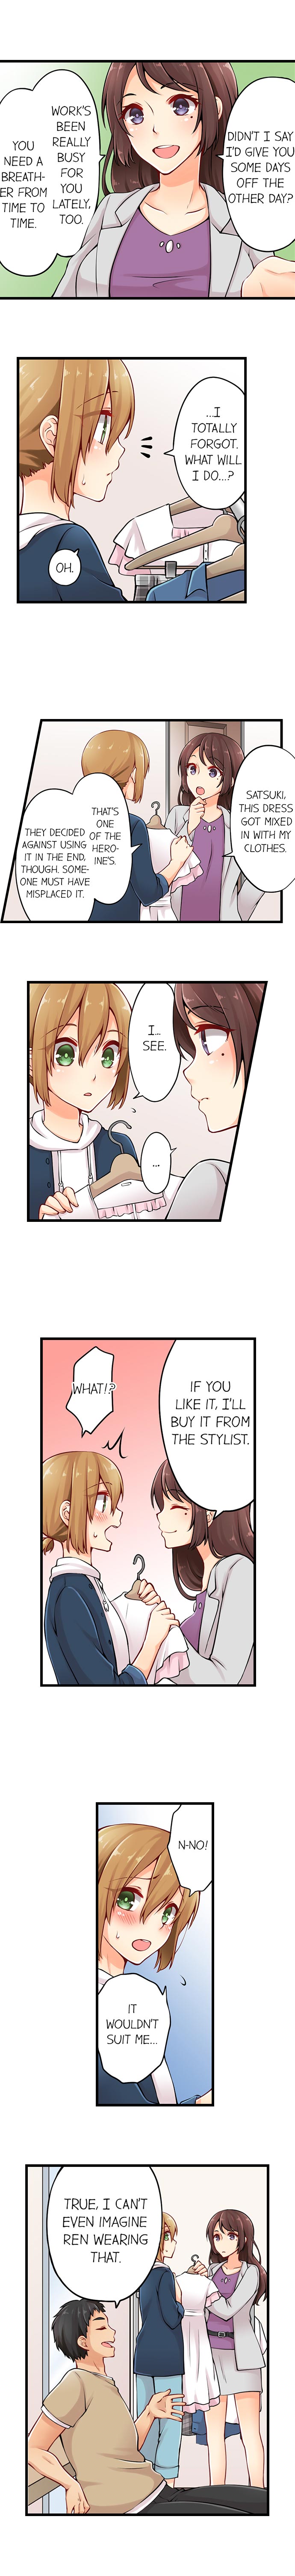 DIDN'T I SAY
I'D GIVE YOU
SOME DAYS
OFF THE
OTHER DAY?
WORK'S
BEEN
REALLY
BUSY
FOR
YOU
LATELY,
TOO.
YOU
NEED A
BREATH-
ER FROM
TIME TO
TIME.
...I
TOTALLY
FORGOT.
WHAT WILL
I DO...?
OH.
SATSUKI,
THIS DRESS
GOT MIXED
IN WITH MY
CLOTHES.
THAT'S
ONE
OF THE
HERO-
INE'S.
THEY DECIDED
AGAINST USING
IT IN THE END,
THOUGH. SOME-
ONE MUST HAVE
MISPLACED IT.
I...
SEE.
...
IF YOU
LIKE IT, I'LL
BUY IT FROM
THE STYLIST.
WHAT!?
N-NO!
IT
WOULDN'T
SUIT ME...
TRUE, I CAN'T
EVEN IMAGINE
REN WEARING
THAT.